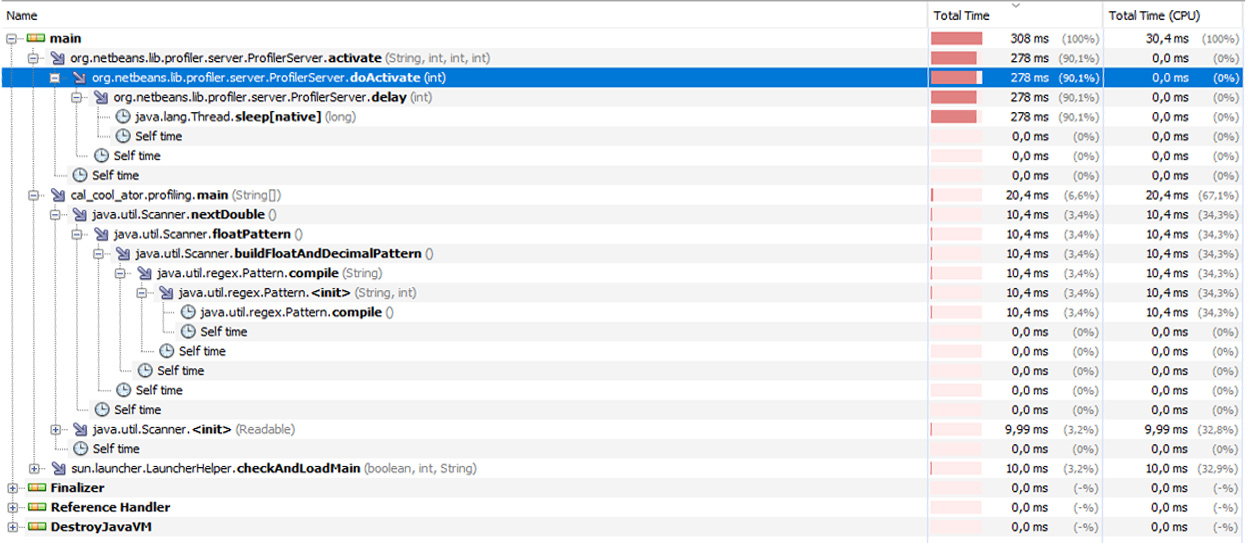 Name Total Time Total Time (CPU)
main 308 ms (100%) 30,4 ms (100%)
org.netbeans.lib.profiler.server.ProfilerServer.activate (String, int, int, int) 278 ms (90,1%) 0,0 ms (0%)
org.netbeans.lib.profiler.server.ProfilerServer.doActivate (int) 278 ms (90,1%) 0,0 ms (0%)
org.netbeans.lib.profiler.server.ProfilerServer.delay (int) 278 ms (90,1%) 0,0 ms (0%)
java.lang.Thread.sleep[native] (long) 278 ms (90,1%) 0,0 ms (0%)
Self time 0,0 ms (0%) 0,0 ms (0%)
Self time 0,0 ms (0%) 0,0 ms (0%)
Self time 0,0 ms (0%) 0,0 ms (0%)
cal_cool_ator.profiling.main (String[]) 20,4 ms (6,6%) 20,4 ms (67,1%)
java.util.Scanner.nextDouble () 10,4 ms (3,4%) 10,4 ms (34,3%)
java.util.Scanner.floatPattern () 10,4 ms (3,4%) 10,4 ms (34,3%)
java.util.Scanner.buildFloatAndDecimalPattern () 10,4 ms (3,4%) 10,4 ms (34,3%)
java.util.regex.Pattern.compile (String) 10,4 ms (3,4%) 10,4 ms (34,3%)
java.util.regex.Pattern.<init> (String, int) 10,4 ms (3,4%) 10,4 ms (34,3%)
java.util.regex.Pattern.compile () 10,4 ms (3,4%) 10,4 ms (34,3%)
Self time 0,0 ms (0%) 0,0 ms (0%)
Self time 0,0 ms (0%) 0,0 ms (0%)
Self time 0,0 ms (0%) 0,0 ms (0%)
Self time 0,0 ms (0%) 0,0 ms (0%)
Self time 0,0 ms (0%) 0,0 ms (0%)
java.util.Scanner.<init> (Readable) 9,99 ms (3,2%) 9,99 ms (32,8%)
Self time 0,0 ms (0%) 0,0 ms (0%)
sun.launcher.LauncherHelper.checkAndLoadMain (boolean, int, String) 10,0 ms (3,2%) 10,0 ms (32,9%)
Finalizer 0,0 ms (-%) 0,0 ms (-%)
Reference Handler 0,0 ms (-%) 0,0 ms (-%)
DestroyJavaVM 0,0 ms (-%) 0,0 ms (-%)